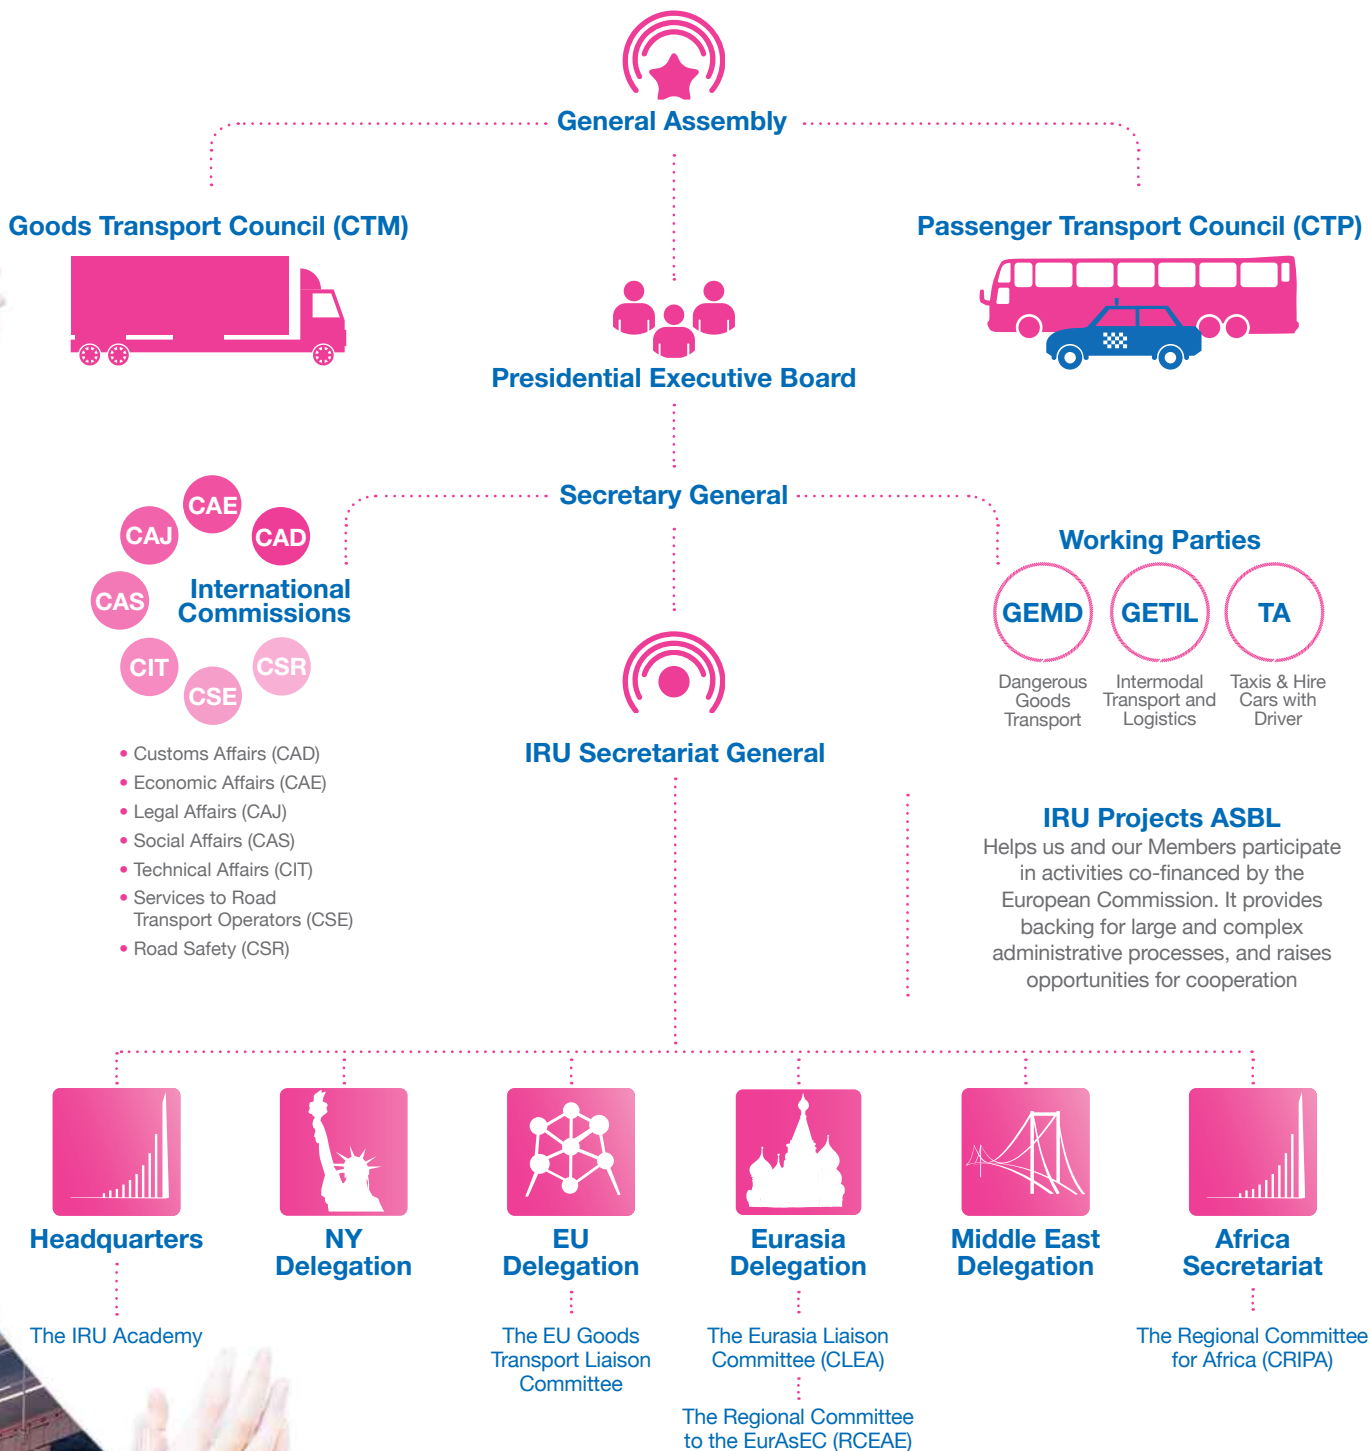 General Assembly
Goods Transport Council (CTM)
Passenger Transport Council (CTP)
Presidential Executive Board
Secretary General
CAE
CAJ
CAD
CAS
International
Commissions
CIT
CSR
CSE
• Customs Affairs (CAD)
• Economic Affairs (CAE)
• Legal Affairs (CAJ)
• Social Affairs (CAS)
• Technical Affairs (CIT)
• Services to Road
Transport Operators (CSE)
• Road Safety (CSR)
Working Parties
GEMD
GETIL
TA
Dangerous
Goods
Transport
Intermodal
Transport and
Logistics
Taxis & Hire
Cars with
Driver
IRU Secretariat General
IRU Projects ASBL
Helps us and our Members participate
in activities co-financed by the
European Commission. It provides
backing for large and complex
administrative processes, and raises
opportunities for cooperation
Headquarters
The IRU Academy
NY
Delegation
EU
Delegation
The EU Goods
Transport Liaison
Committee
Eurasia
Delegation
The Eurasia Liaison
Committee (CLEA)
The Regional Committee
to the EurAsEC (RCEAE)
Middle East
Delegation
Africa
Secretariat
The Regional Committee
for Africa (CRIPA)